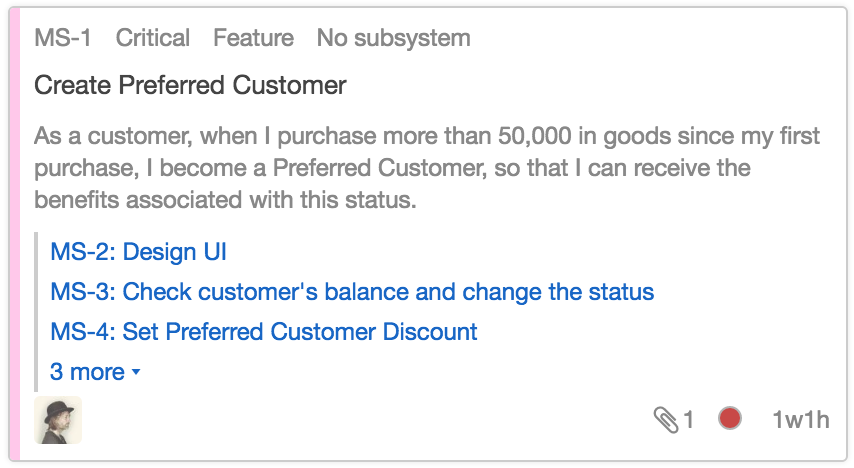 MS-1 Critical Feature No subsystem
Create Preferred Customer
As a customer, when I purchase more than 50,000 in goods since my first
purchase, I become a Preferred Customer, so that I can receive the
benefits associated with this status.
MS-2: Design UI
MS-3: Check customer's balance and change the status
MS-4: Set Preferred Customer Discount
3 more
1 1w1h